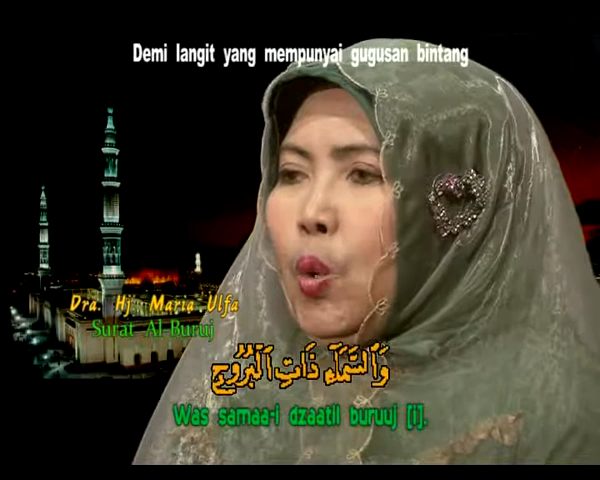 Demi langit yang mempunyai gugusan bintang
Dra. Hj. Maria Ulfa
Surat Al-Buruj
وَٱلسَّمَآءِ ذَاتِ ٱلْبُرُوجِ
Was samaa-i dzaatil buruuj [i].